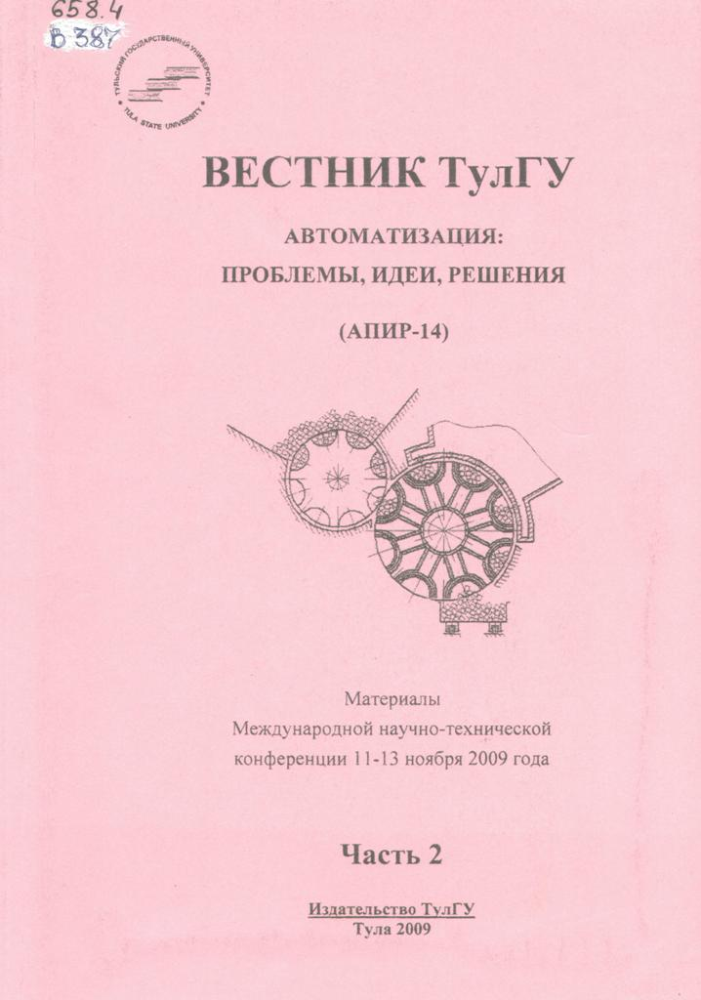 658.4
В 387
ТУЛЬСКИЙ ГОСУДАРСТВЕННЫЙ УНИВЕРСИТЕТ
TULA STATE UNIVERSITY
ВЕСТНИК ТулГУ
АВТОМАТИЗАЦИЯ:
ПРОБЛЕМЫ, ИДЕИ, РЕШЕНИЯ
(АПИР-14)
Материалы
Международной научно-технической
конференции 11-13 ноября 2009 года
Часть 2
Издательство ТулГУ
Тула 2009